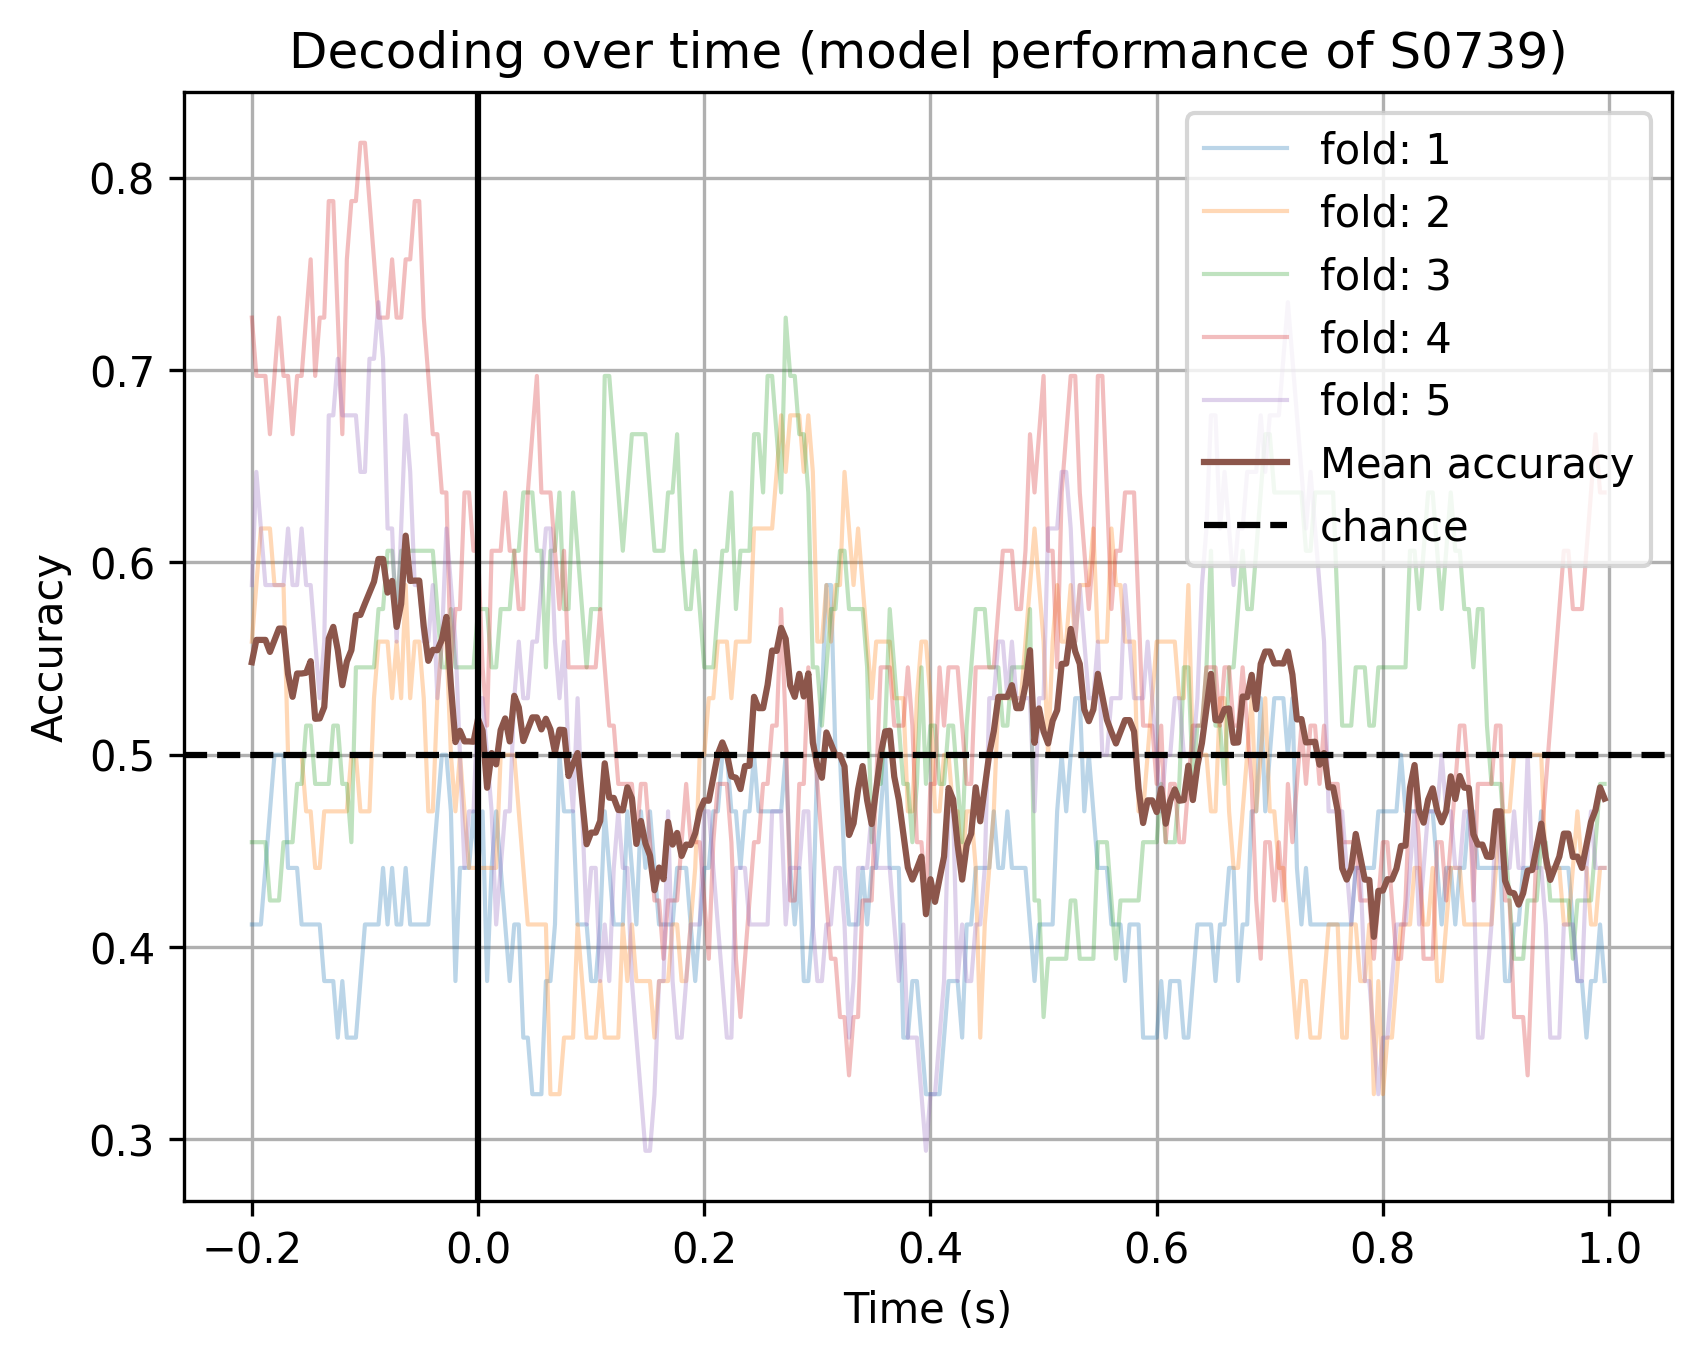 Decoding over time (model performance of S0739)
Accuracy
0.8
0.7
0.6
0.5
0.4
0.3
fold: 1
fold: 2
fold: 3
fold: 4
fold: 5
Mean accuracy
chance
−0.2 0.0 0.2 0.4 0.6 0.8 1.0
Time (s)